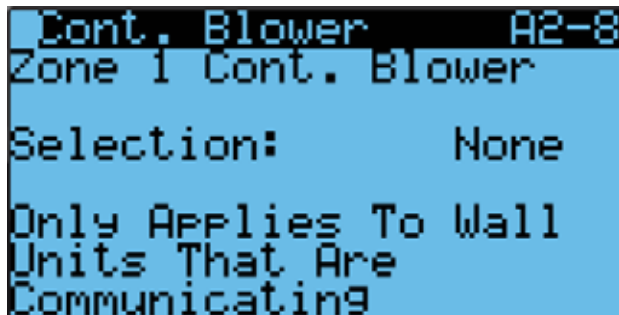 Cont. Blower A2-8
Zone 1 Cont. Blower
Selection: None
Only Applies To Wall
Units That Are
Communicating